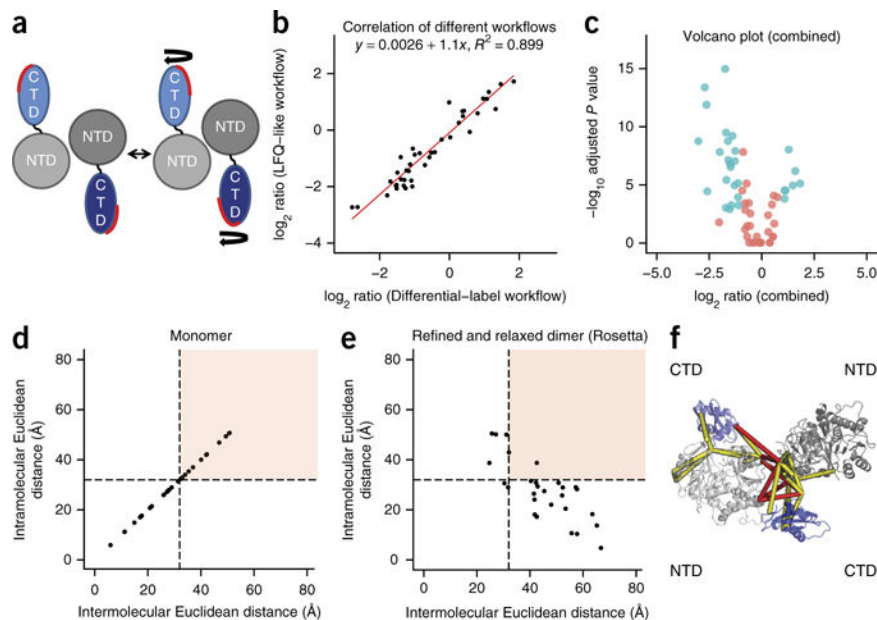 a
C
T
D
NTD
NTD
C
T
D
C
T
D
NTD
NTD
C
T
D
b
Correlation of different workflows
y = 0.0026 + 1.1x, R² = 0.899
log₂ ratio (LFQ–like workflow)
2
0
−2
−4
−2
0
2
log₂ ratio (Differential–label workflow)
c
Volcano plot (combined)
−log₁₀ adjusted P value
15
10
5
0
−5.0
−2.5
0
2.5
5.0
log₂ ratio (combined)
d
Monomer
Intramolecular Euclidean
distance (Å)
80
60
40
20
0
0
20
40
60
80
Intermolecular Euclidean distance (Å)
e
Refined and relaxed dimer (Rosetta)
Intramolecular Euclidean
distance (Å)
80
60
40
20
0
0
20
40
60
80
Intermolecular Euclidean distance (Å)
f
CTD
NTD
NTD
CTD